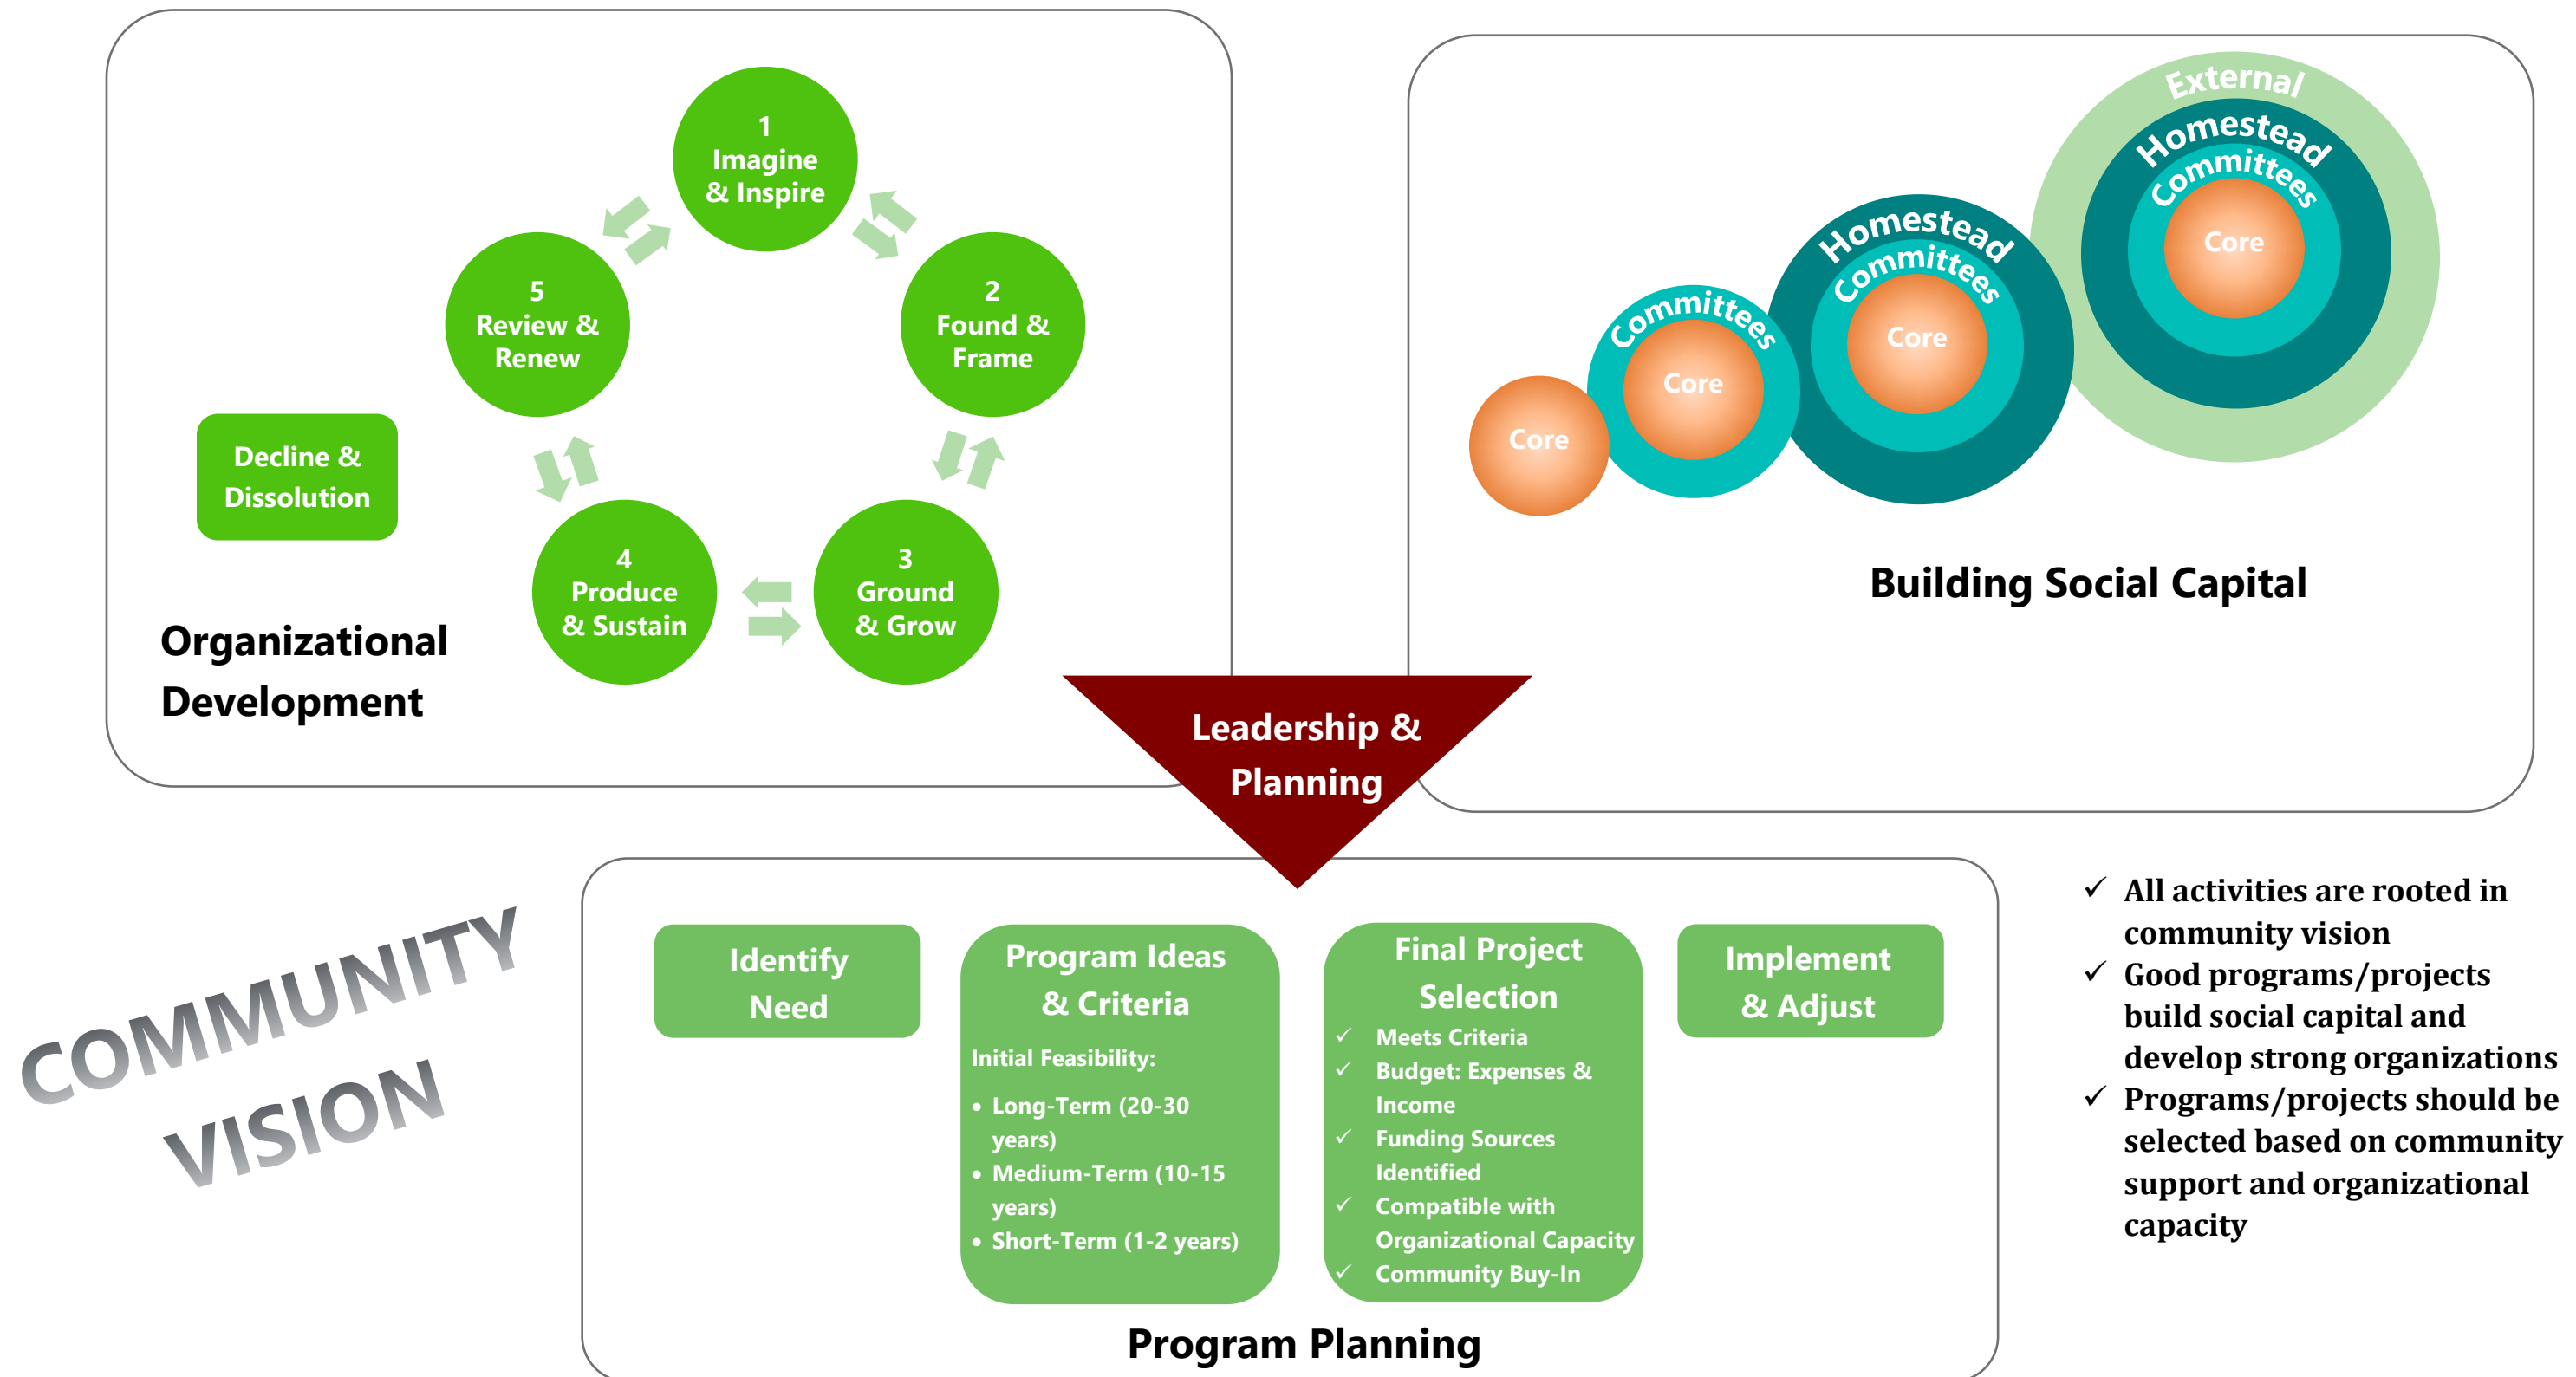 1
Imagine
& Inspire
2
Found &
Frame
3
Ground
& Grow
4
Produce
& Sustain
5
Review &
Renew
Decline &
Dissolution
Organizational
Development
Core
Committees
Core
Homestead
Committees
Core
External
Homestead
Committees
Core
Building Social Capital
Leadership &
Planning
COMMUNITY
VISION
Identify
Need
Program Ideas
& Criteria
Initial Feasibility:
• Long-Term (20-30
years)
• Medium-Term (10-15
years)
• Short-Term (1-2 years)
Final Project
Selection
✓ Meets Criteria
✓ Budget: Expenses &
Income
✓ Funding Sources
Identified
✓ Compatible with
Organizational Capacity
✓ Community Buy-In
Implement
& Adjust
Program Planning
✓ All activities are rooted in
community vision
✓ Good programs/projects
build social capital and
develop strong organizations
✓ Programs/projects should be
selected based on community
support and organizational
capacity